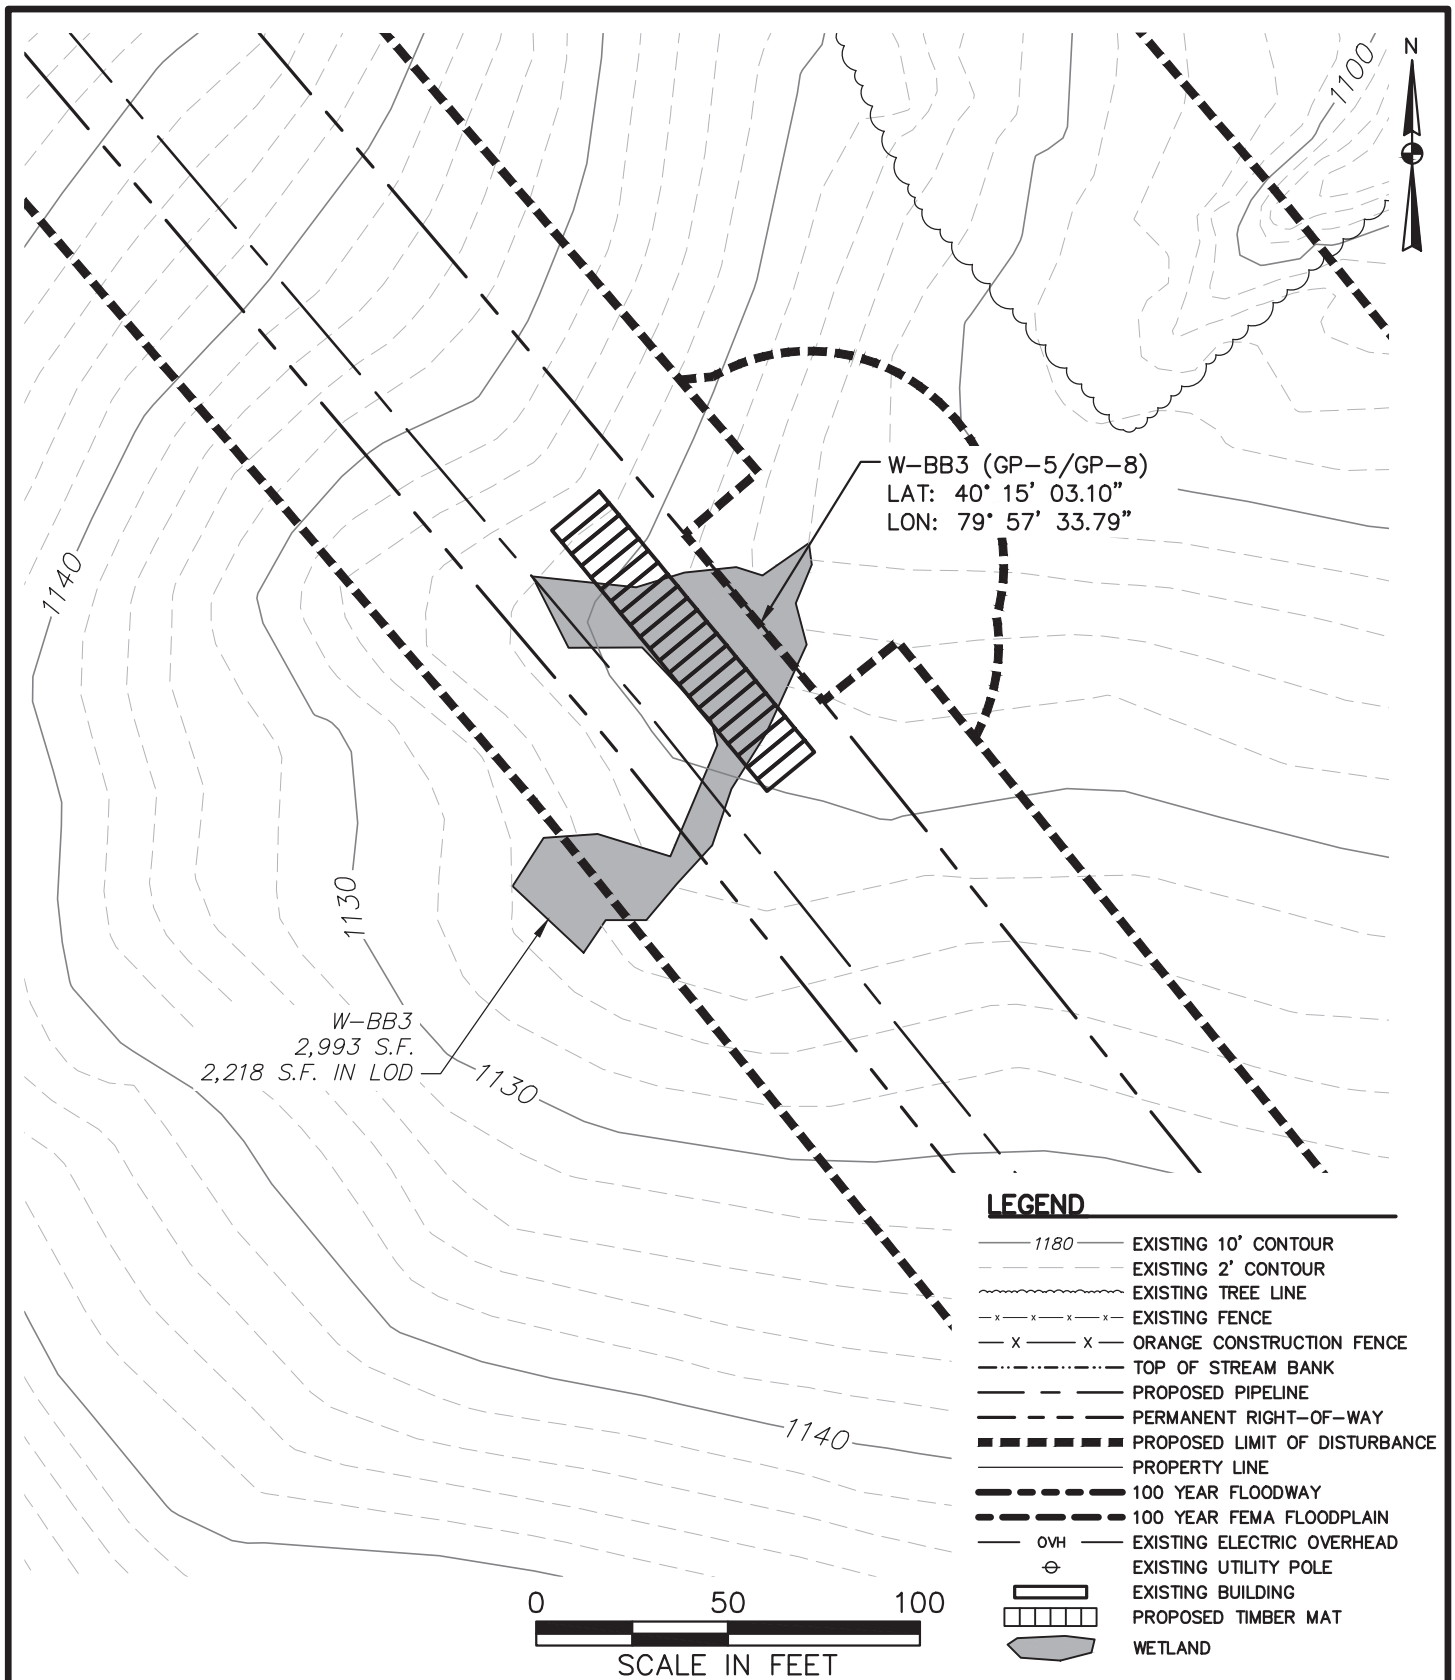 N
1100
W-BB3 (GP-5/GP-8)
LAT: 40° 15' 03.10"
LON: 79° 57' 33.79"
1140
1130
W-BB3
2,993 S.F.
2,218 S.F. IN LOD
1130
1140
LEGEND
1180 EXISTING 10' CONTOUR
EXISTING 2' CONTOUR
EXISTING TREE LINE
x x x x EXISTING FENCE
X X ORANGE CONSTRUCTION FENCE
TOP OF STREAM BANK
PROPOSED PIPELINE
PERMANENT RIGHT-OF-WAY
PROPOSED LIMIT OF DISTURBANCE
PROPERTY LINE
100 YEAR FLOODWAY
100 YEAR FEMA FLOODPLAIN
OVH EXISTING ELECTRIC OVERHEAD
EXISTING UTILITY POLE
EXISTING BUILDING
PROPOSED TIMBER MAT
WETLAND
0 50 100
SCALE IN FEET